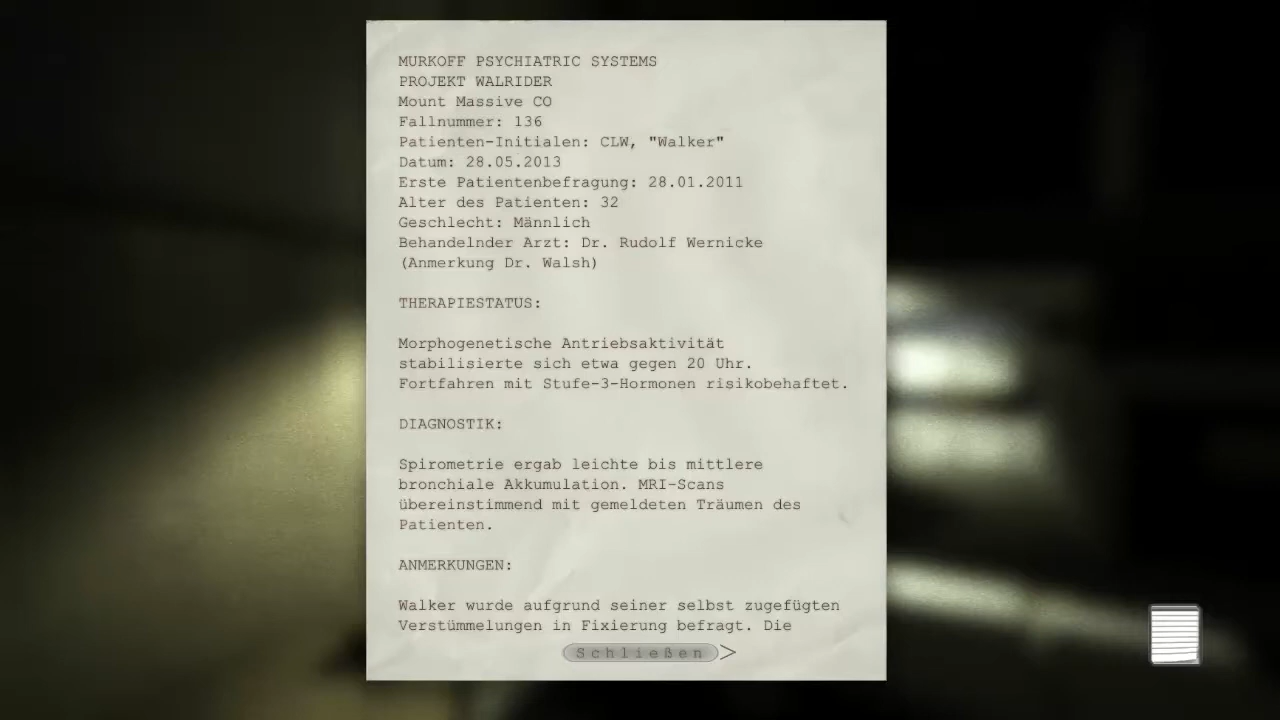 MURKOFF PSYCHIATRIC SYSTEMS
PROJEKT WALRIDER
Mount Massive CO
Fallnummer: 136
Patienten-Initialen: CLW, "Walker"
Datum: 28.05.2013
Erste Patientenbefragung: 28.01.2011
Alter des Patienten: 32
Geschlecht: Männlich
Behandelnder Arzt: Dr. Rudolf Wernicke
(Anmerkung Dr. Walsh)
THERAPIESTATUS:
Morphogenetische Antriebsaktivität
stabilisierte sich etwa gegen 20 Uhr.
Fortfahren mit Stufe-3-Hormonen risikobehaftet.
DIAGNOSTIK:
Spirometrie ergab leichte bis mittlere
bronchiale Akkumulation. MRI-Scans
übereinstimmend mit gemeldeten Träumen des
Patienten.
ANMERKUNGEN:
Walker wurde aufgrund seiner selbst zugefügten
Verstümmelungen in Fixierung befragt. Die
Schließen >